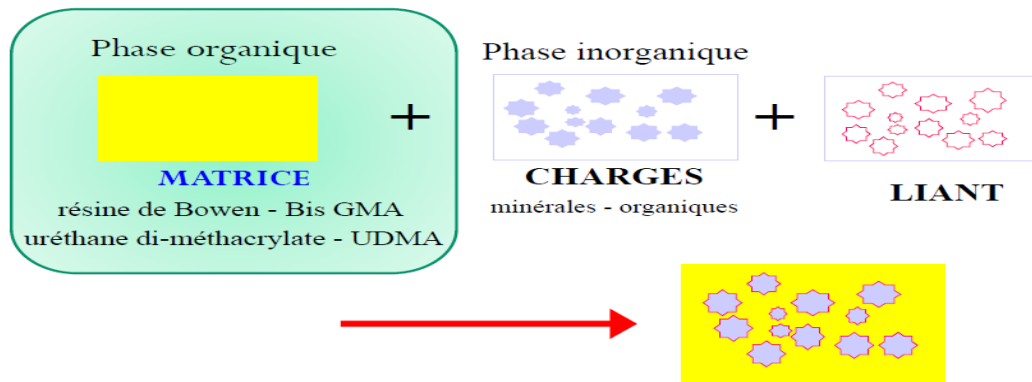 Phase organique
+
MATRICE
résine de Bowen - Bis GMA
uréthane di-méthacrylate - UDMA
Phase inorganique
+
CHARGES
minérales - organiques
LIANT